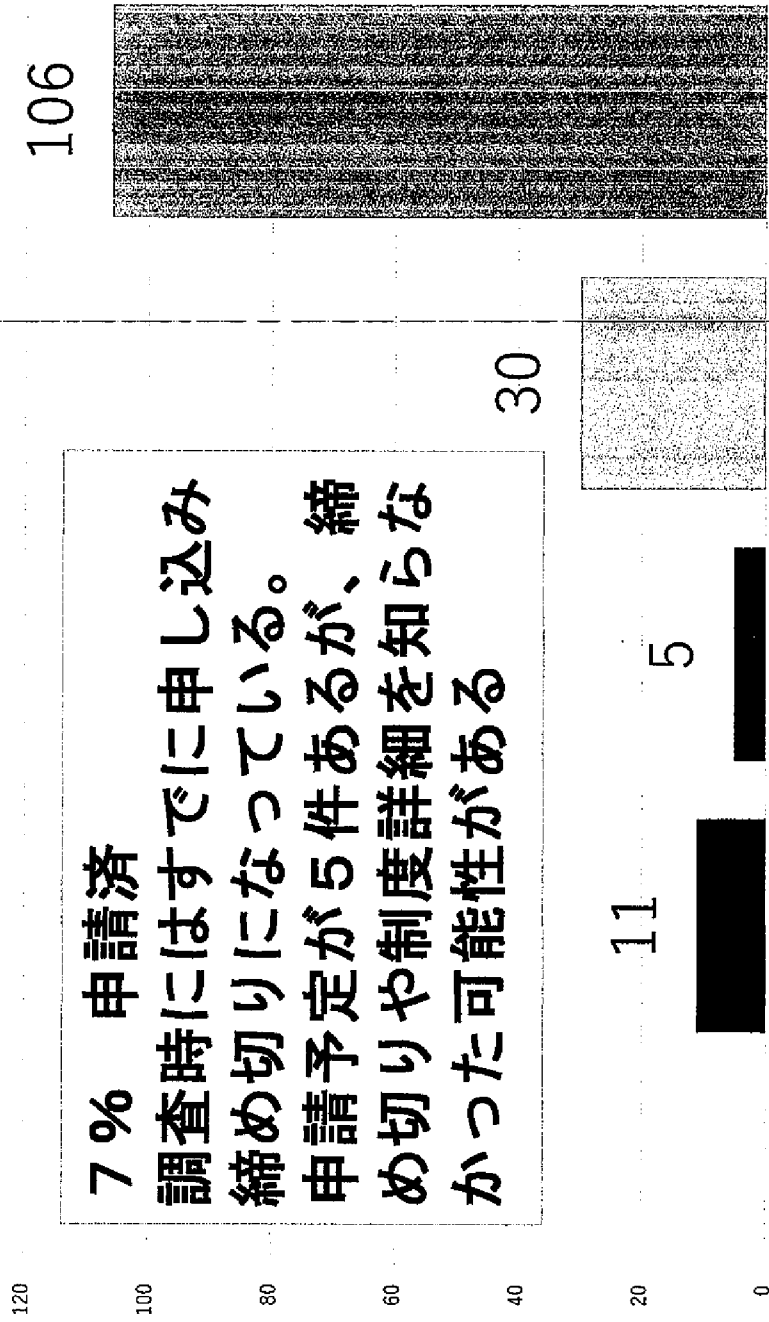 120
100
80
60
40
20
0
7% 申請済
調査時にはすでに申し込み
締め切りになっている。
申請予定が5件あるが、締
め切りや制度詳細を知らな
かった可能性がある
11
5
30
106